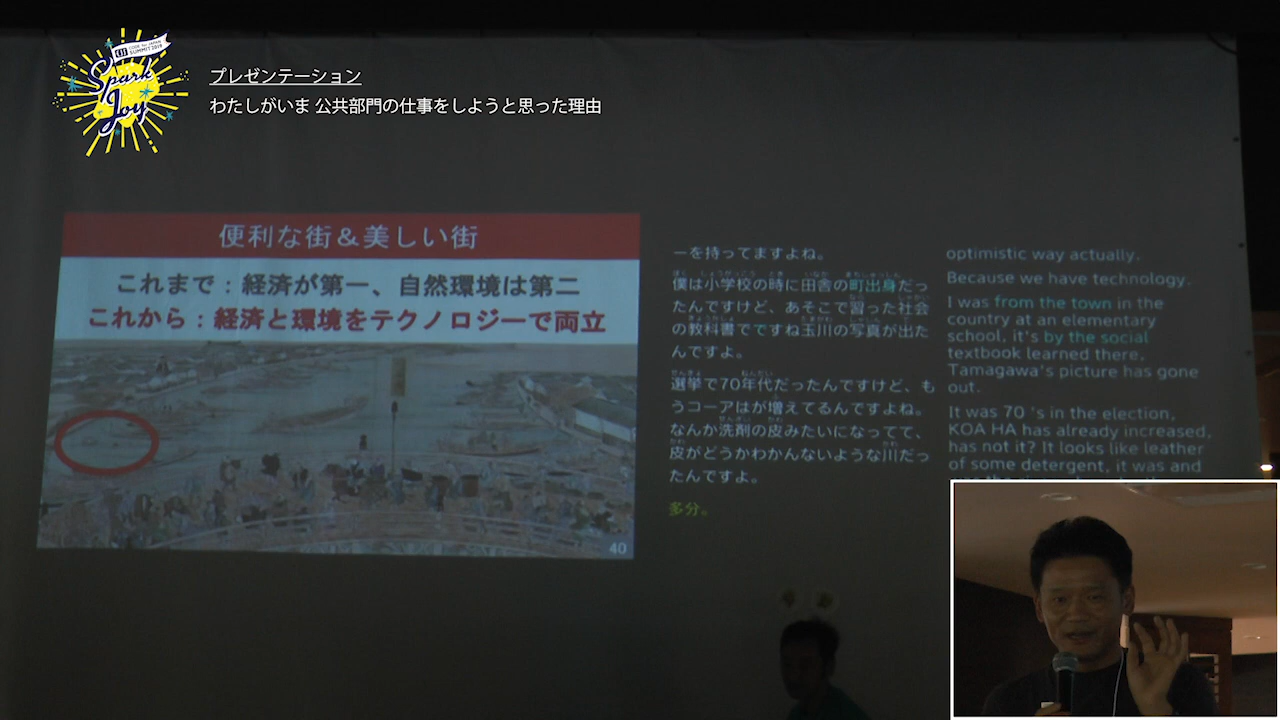 CODE for JAPAN
SUMMIT 2019
Spark
Joy
プレゼンテーション
わたしがいま 公共部門の仕事をしようと思った理由
便利な街&美しい街
これまで：経済が第一、自然環境は第二
これから：経済と環境をテクノロジーで両立
40
ーを持ってますよね。
僕は小学校の時に田舎の町出身だっ
たんですけど、あそこで習った社会
の教科書でですね玉川の写真が出た
んですよ。
選挙で70年代だったんですけど、も
うコーアはが増えてるんですよね。
なんか洗剤の皮みたいになってて、
皮がどうかわかんないような川だっ
たんですよ。
多分。
optimistic way actually.
Because we have technology.
I was from the town in the
country at an elementary
school, it's by the social
textbook learned there,
Tamagawa's picture has gone
out.
It was 70 's in the election,
KOA HA has already increased,
has not it? It looks like leather
of some detergent, it was and